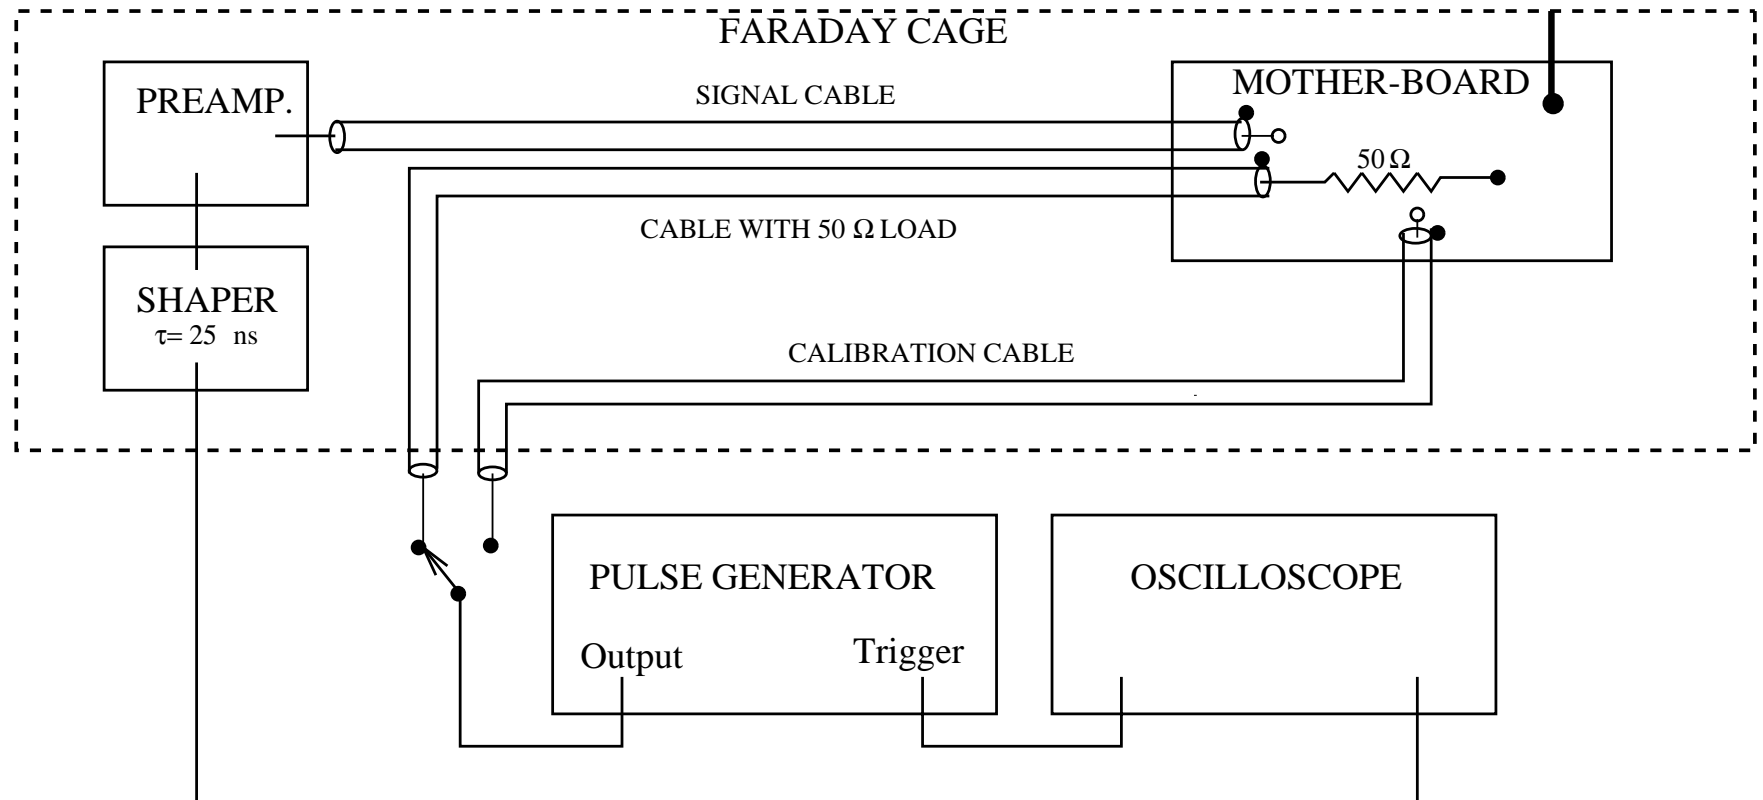 FARADAY CAGE
PREAMP.
SIGNAL CABLE
MOTHER-BOARD
50 Ω
CABLE WITH 50 Ω LOAD
SHAPER
τ= 25 ns
CALIBRATION CABLE
PULSE GENERATOR
OSCILLOSCOPE
Output
Trigger